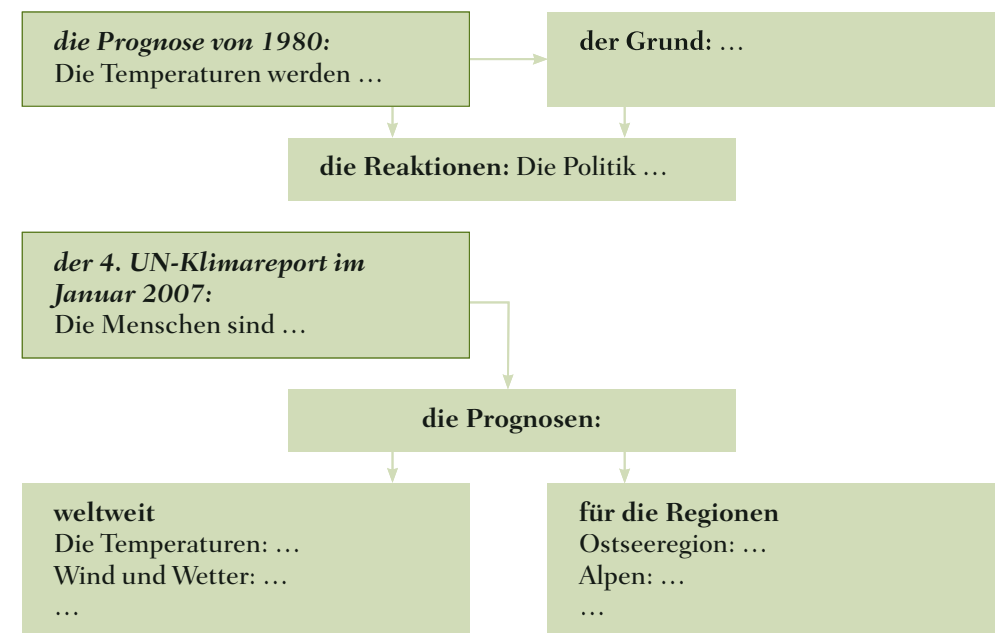 die Prognose von 1980:
Die Temperaturen werden …
der Grund: …
die Reaktionen: Die Politik …
der 4. UN-Klimareport im
Januar 2007:
Die Menschen sind …
die Prognosen:
weltweit
Die Temperaturen: …
Wind und Wetter: …
…
für die Regionen
Ostseeregion: …
Alpen: …
…